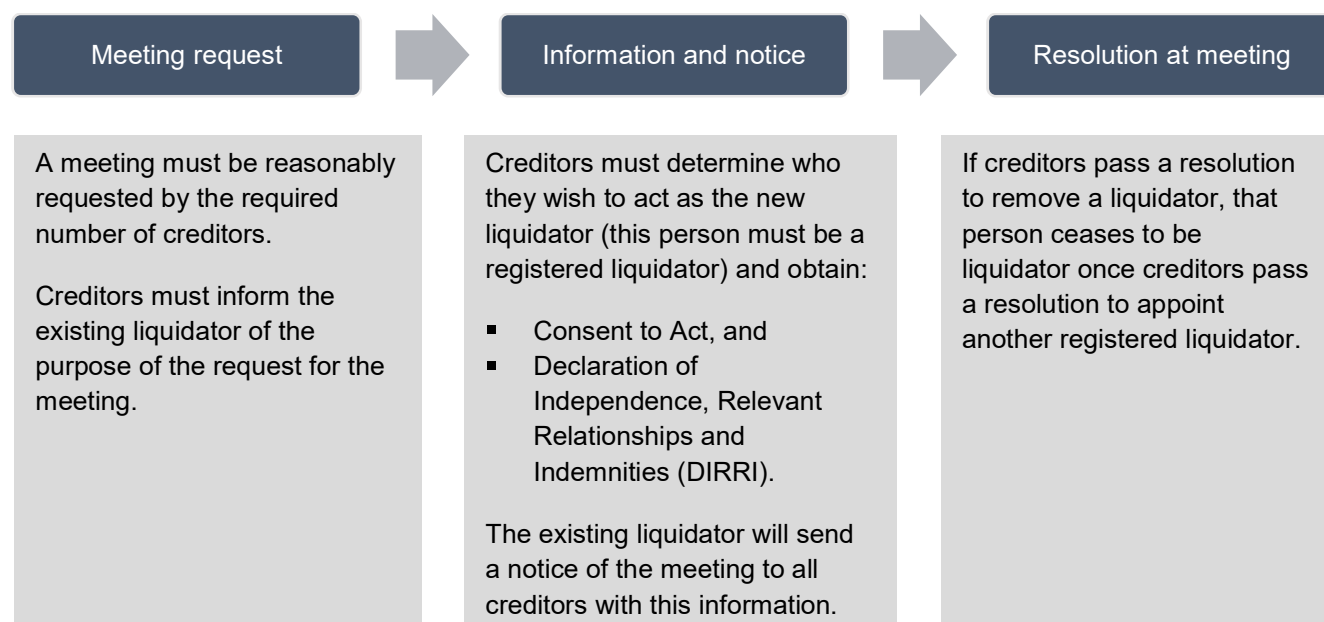 Meeting request
Information and notice
Resolution at meeting
A meeting must be reasonably
requested by the required
number of creditors.
Creditors must inform the
existing liquidator of the
purpose of the request for the
meeting.
Creditors must determine who
they wish to act as the new
liquidator (this person must be a
registered liquidator) and obtain:
▪ Consent to Act, and
▪ Declaration of
Independence, Relevant
Relationships and
Indemnities (DIRRI).
The existing liquidator will send
a notice of the meeting to all
creditors with this information.
If creditors pass a resolution
to remove a liquidator, that
person ceases to be
liquidator once creditors pass
a resolution to appoint
another registered liquidator.